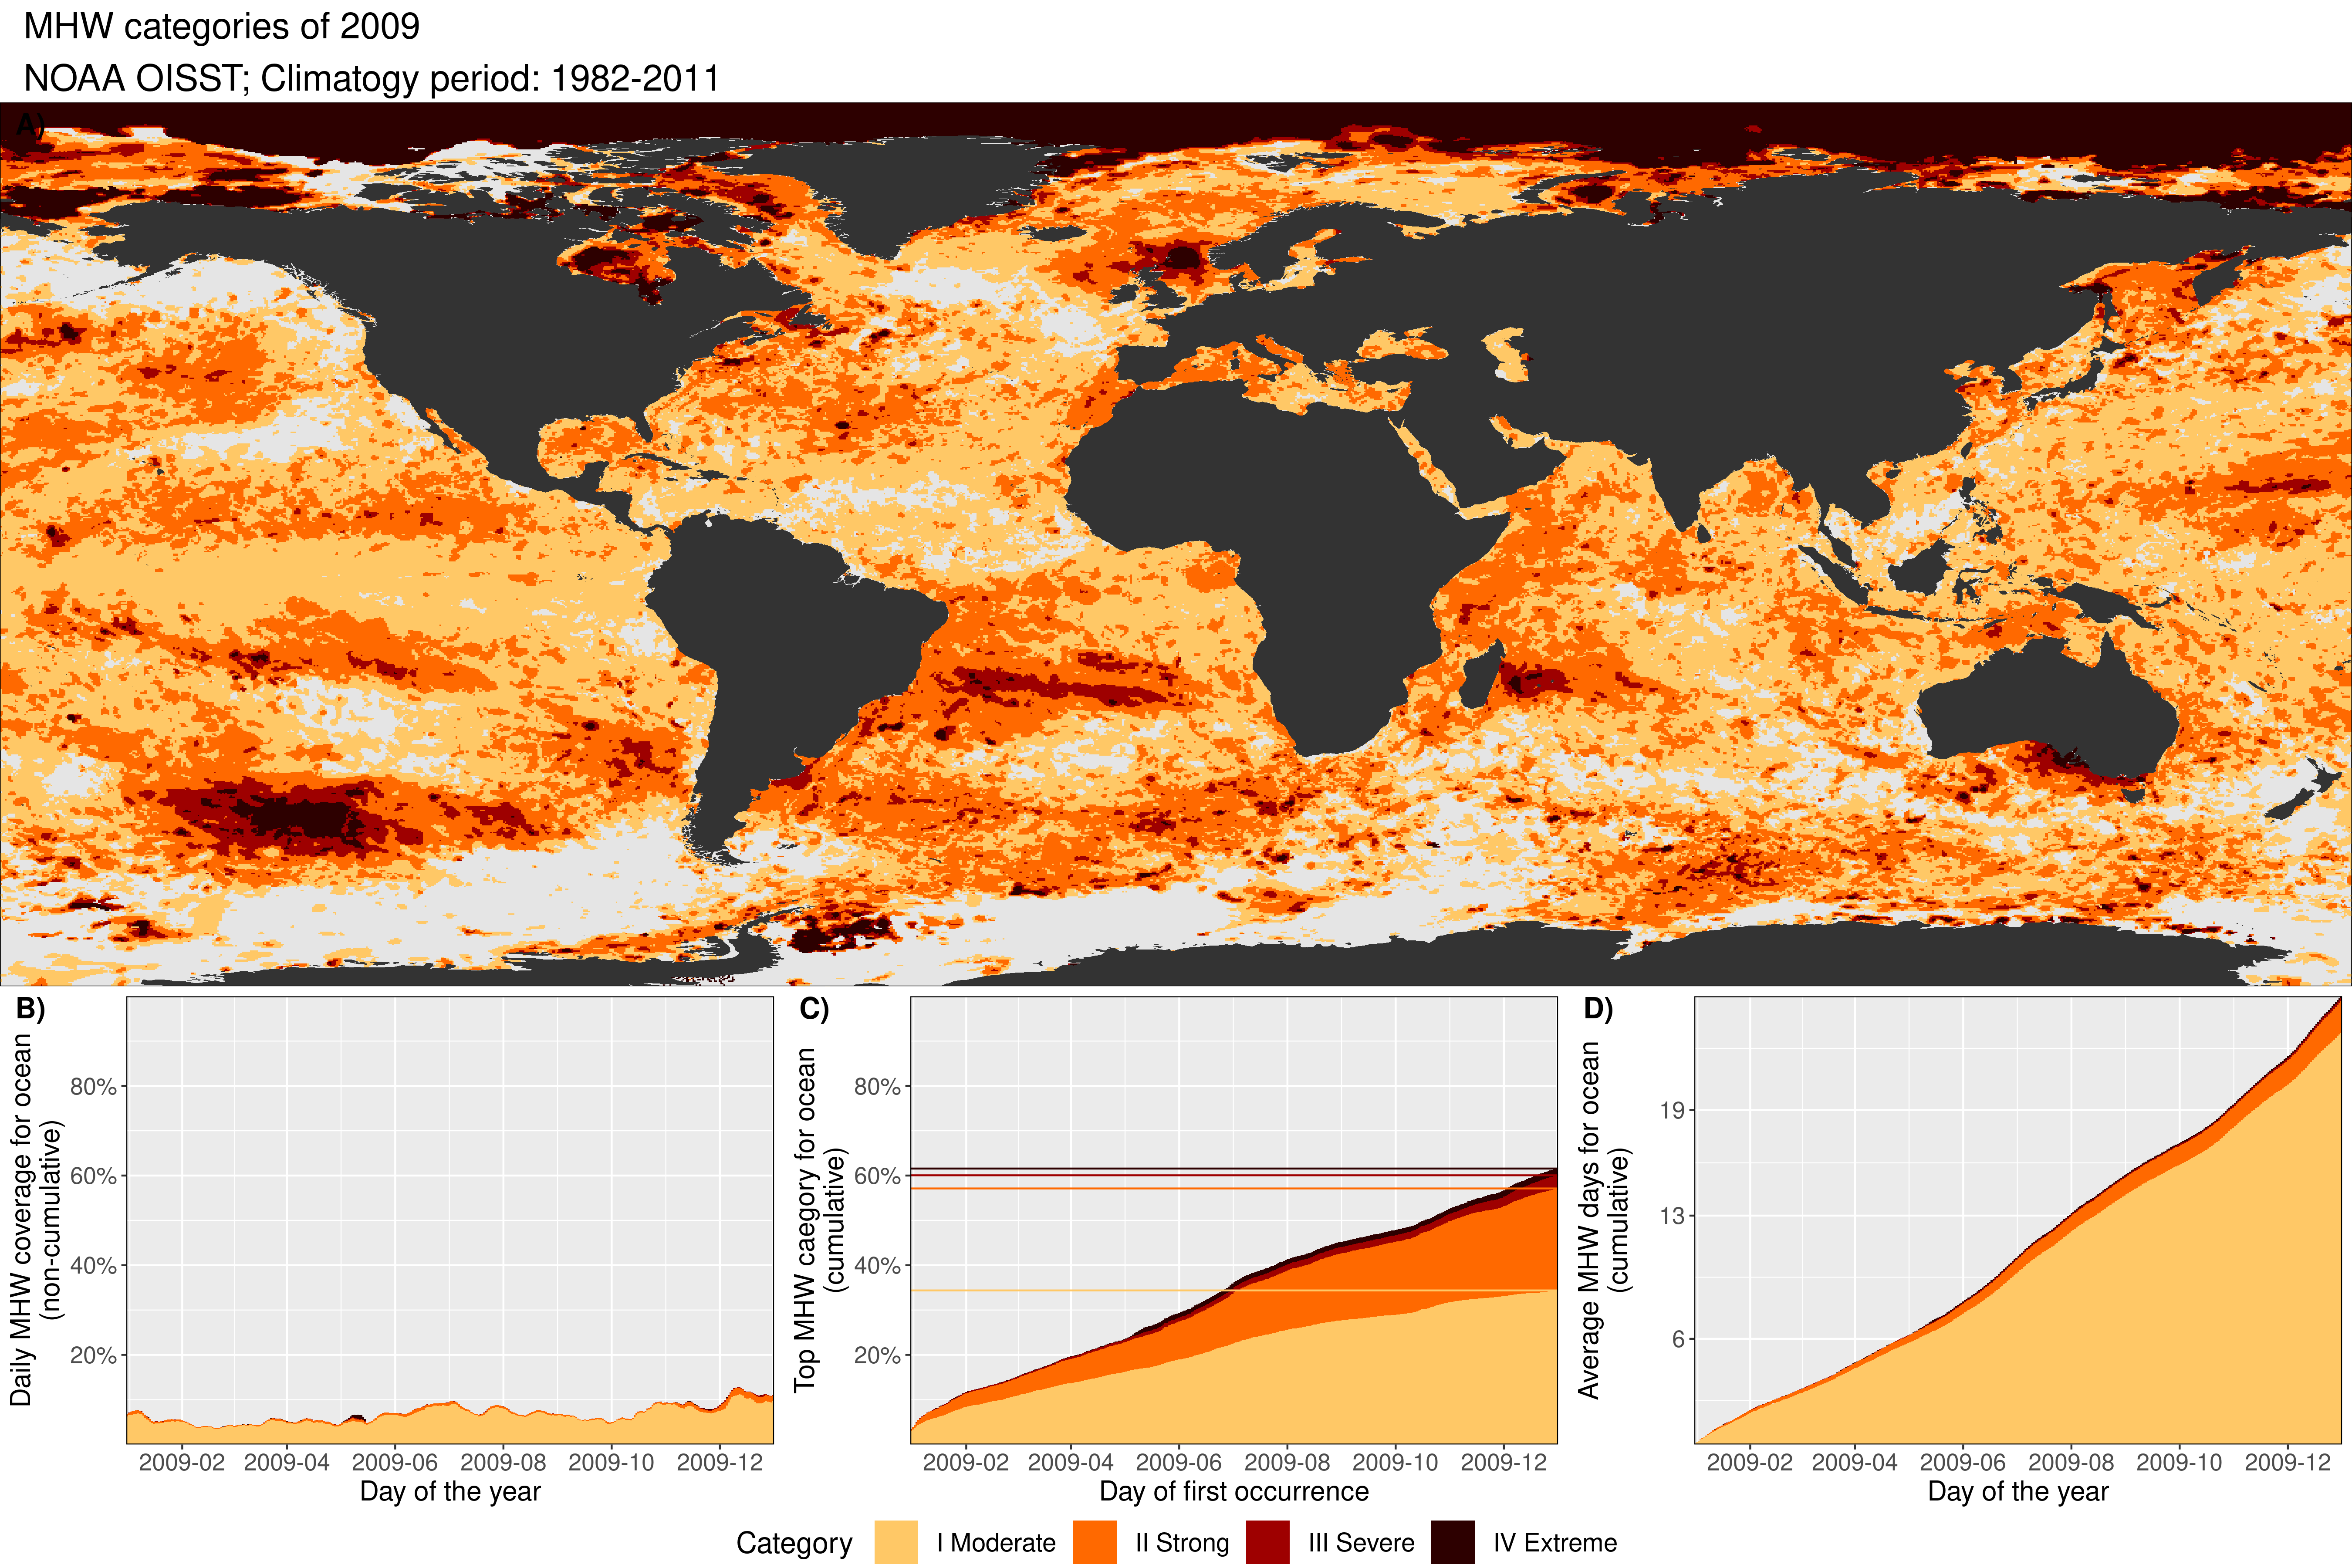 MHW categories of 2009
NOAA OISST; Climatogy period: 1982-2011
A)
B)
Daily MHW coverage for ocean
(non-cumulative)
80%
60%
40%
20%
2009-02 2009-04 2009-06 2009-08 2009-10 2009-12
Day of the year
C)
Top MHW category for ocean
(cumulative)
80%
60%
40%
20%
2009-02 2009-04 2009-06 2009-08 2009-10 2009-12
Day of first occurrence
D)
Average MHW days for ocean
(cumulative)
19
13
6
2009-02 2009-04 2009-06 2009-08 2009-10 2009-12
Day of the year
Category I Moderate II Strong III Severe IV Extreme